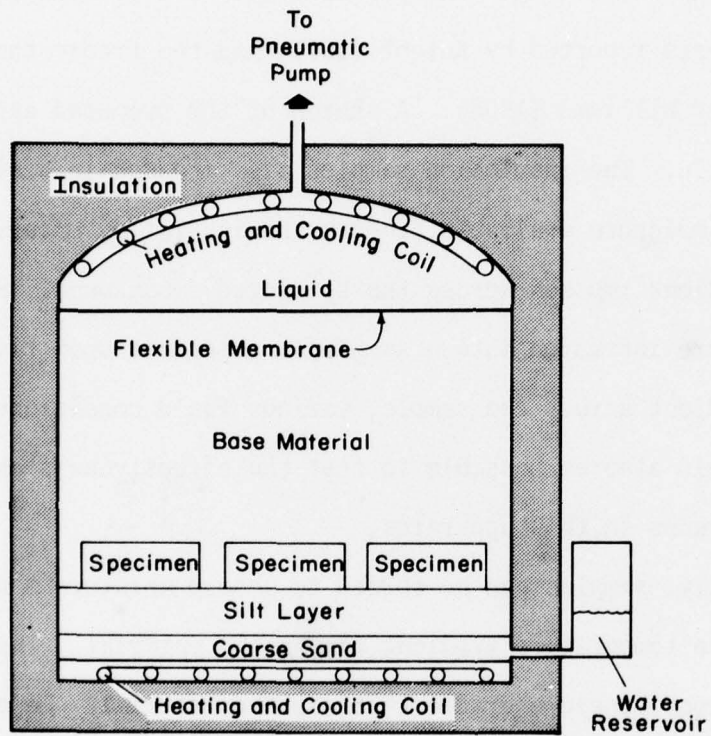 To
Pneumatic
Pump
Insulation
Heating and Cooling Coil
Liquid
Flexible Membrane
Base Material
Specimen Specimen Specimen
Silt Layer
Coarse Sand
Heating and Cooling Coil
Water
Reservoir